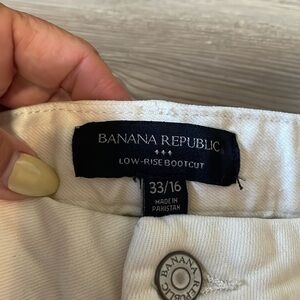 BANANA REPUBLIC
LOW-RISE BOOTCUT
33/16
MADE IN
PAKISTAN
BANANA